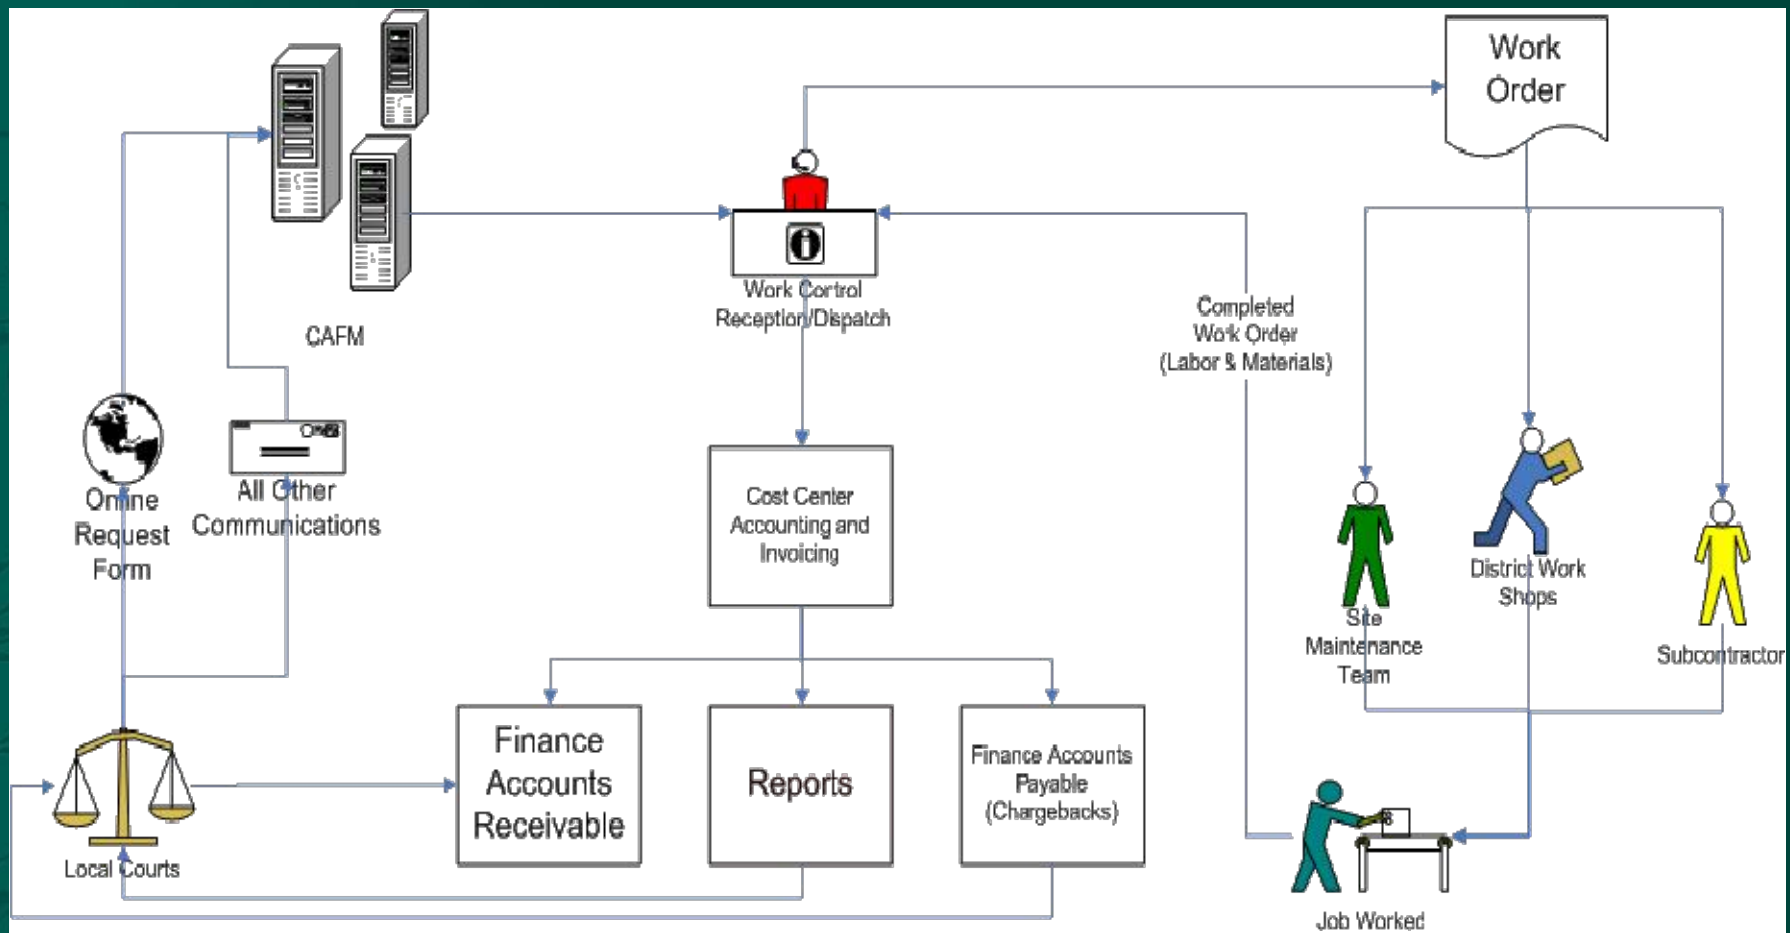 Work
Order
Work Control
Reception/Dispatch
CAFM
Completed
Work Order
(Labor & Materials)
Online
Request
Form
All Other
Communications
Cost Center
Accounting and
Invoicing
District Work
Shops
Site
Maintenance
Team
Subcontractor
Finance
Accounts
Receivable
Reports
Finance Accounts
Payable
(Chargebacks)
Local Courts
Job Worked